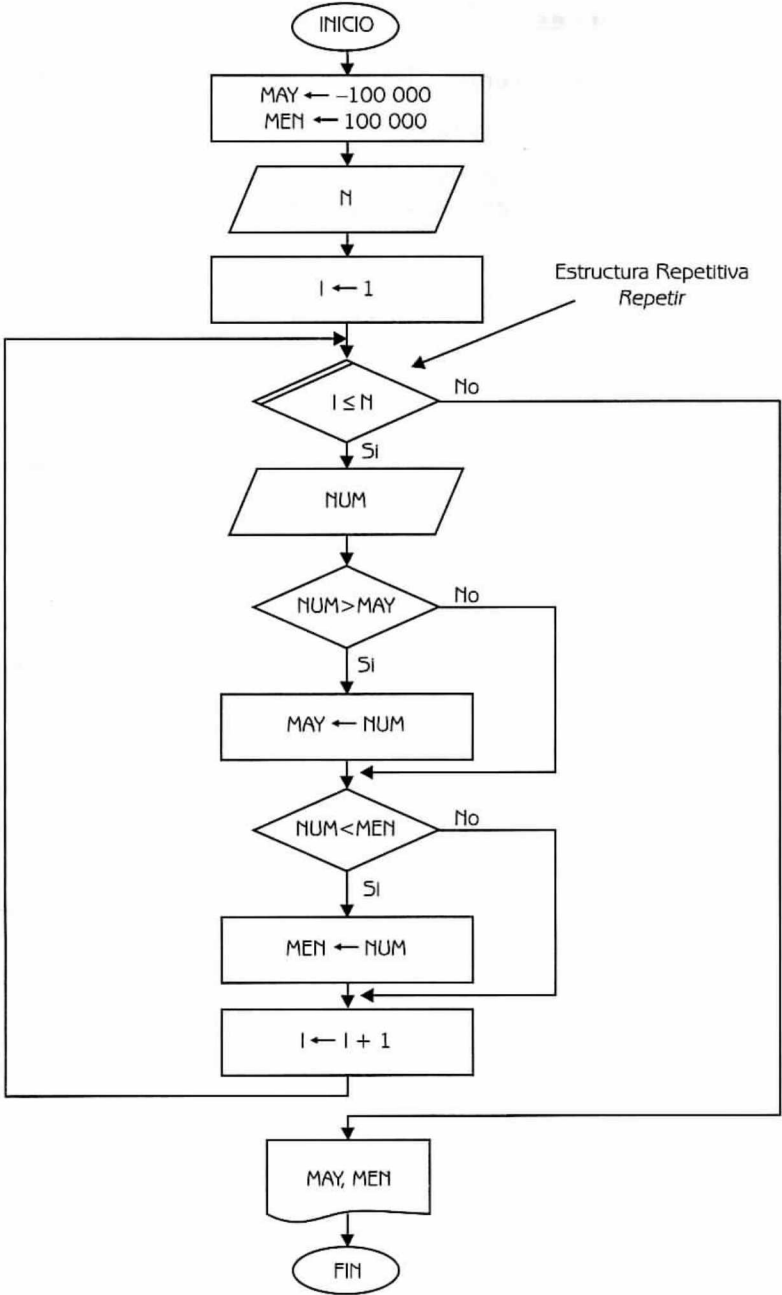 INICIO
MAY ← –100 000
MEN ← 100 000
N
I ← 1
Estructura Repetitiva
Repetir
I ≤ N
No
Si
NUM
NUM>MAY
No
Si
MAY ← NUM
NUM<MEN
No
Si
MEN ← NUM
I ← I + 1
MAY, MEN
FIN